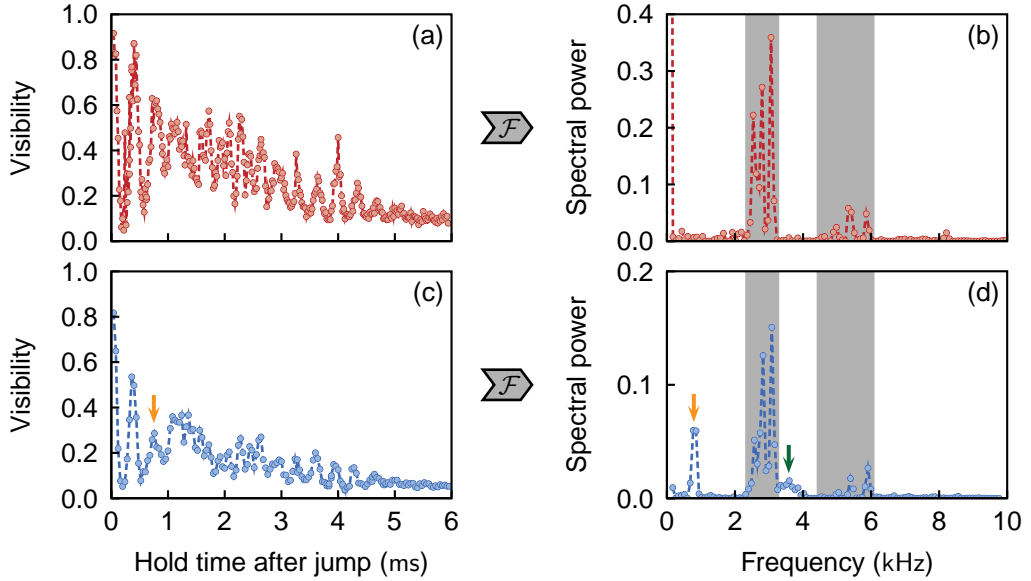 1.0
0.8
0.6
0.4
0.2
0.0
Visibility
(a)
F
0.4
0.3
0.2
0.1
0.0
Spectral power
(b)
1.0
0.8
0.6
0.4
0.2
0.0
Visibility
(c)
0 1 2 3 4 5 6
Hold time after jump (ms)
F
0.2
0.1
0.0
Spectral power
(d)
0 2 4 6 8 10
Frequency (kHz)